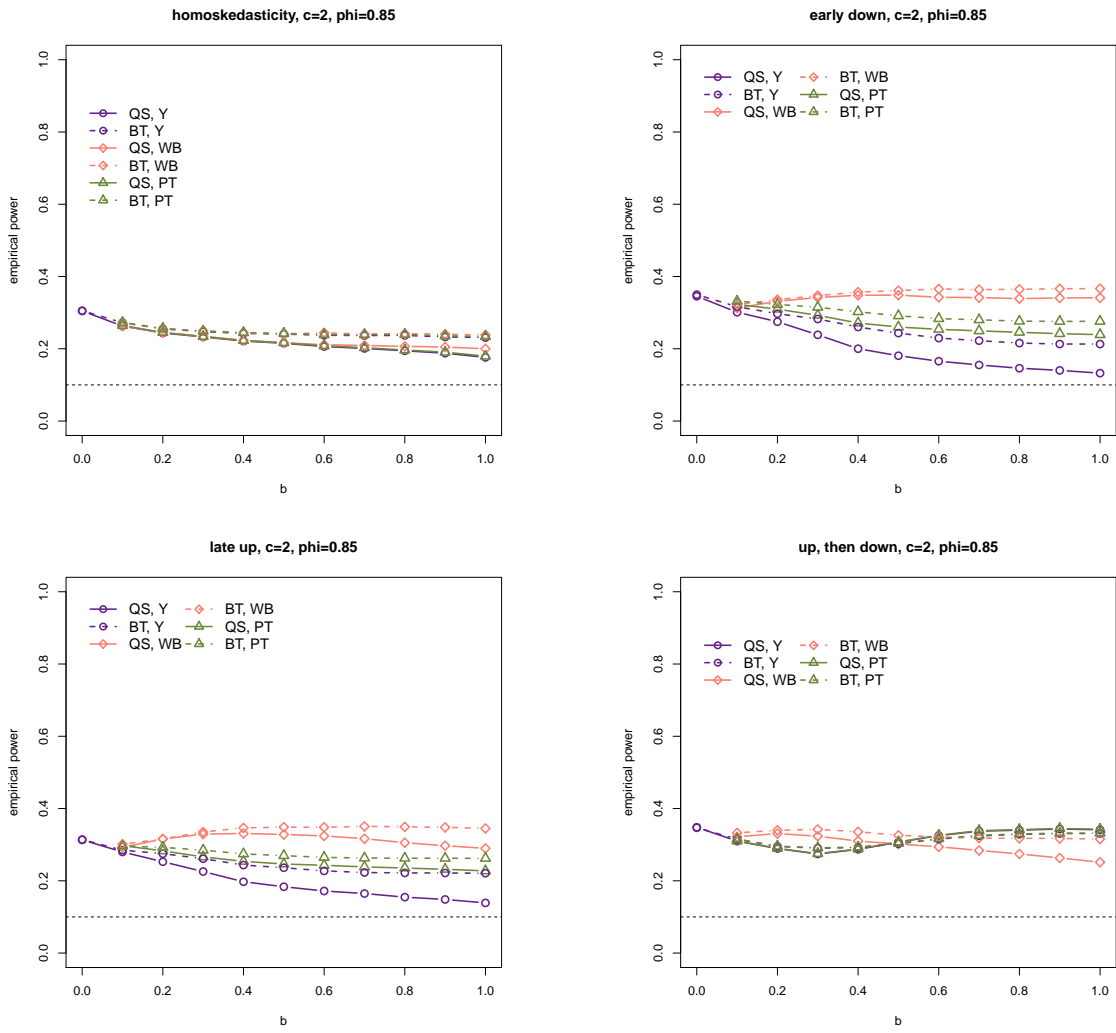 homoskedasticity, c=2, phi=0.85
empirical power
1.0
0.8
0.6
0.4
0.2
0.0
QS, Y
BT, Y
QS, WB
BT, WB
QS, PT
BT, PT
0.0 0.2 0.4 0.6 0.8 1.0
b
early down, c=2, phi=0.85
empirical power
1.0
0.8
0.6
0.4
0.2
0.0
QS, Y BT, WB
BT, Y QS, PT
QS, WB BT, PT
0.0 0.2 0.4 0.6 0.8 1.0
b
late up, c=2, phi=0.85
empirical power
1.0
0.8
0.6
0.4
0.2
0.0
QS, Y BT, WB
BT, Y QS, PT
QS, WB BT, PT
0.0 0.2 0.4 0.6 0.8 1.0
b
up, then down, c=2, phi=0.85
empirical power
1.0
0.8
0.6
0.4
0.2
0.0
QS, Y BT, WB
BT, Y QS, PT
QS, WB BT, PT
0.0 0.2 0.4 0.6 0.8 1.0
b